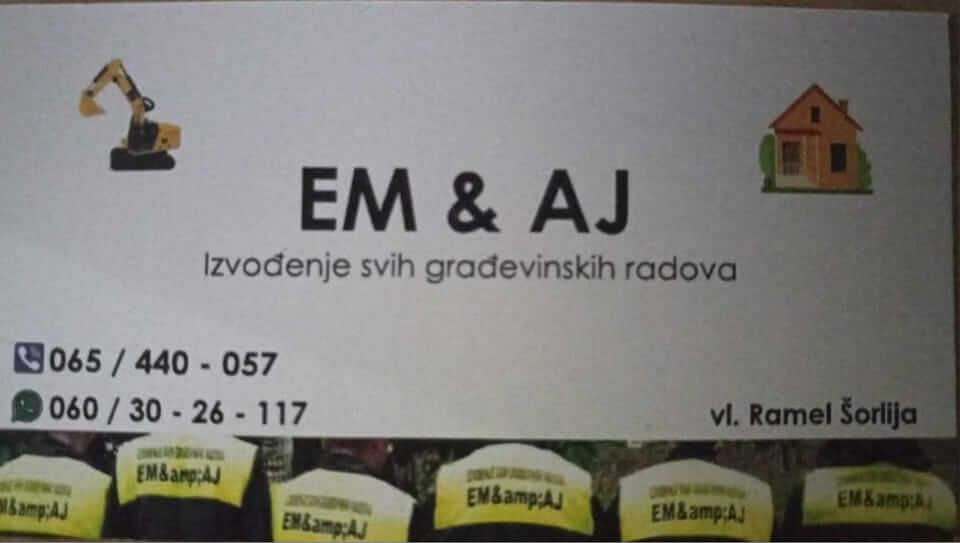 EM & AJ
Izvođenje svih građevinskih radova
065 / 440 - 057
060 / 30 - 26 - 117
vl. Ramel Šorlija
EM&amp;AJ
EM&amp;AJ
EM&amp;AJ
EM&amp;AJ
EM&amp;AJ
EM&amp;AJ